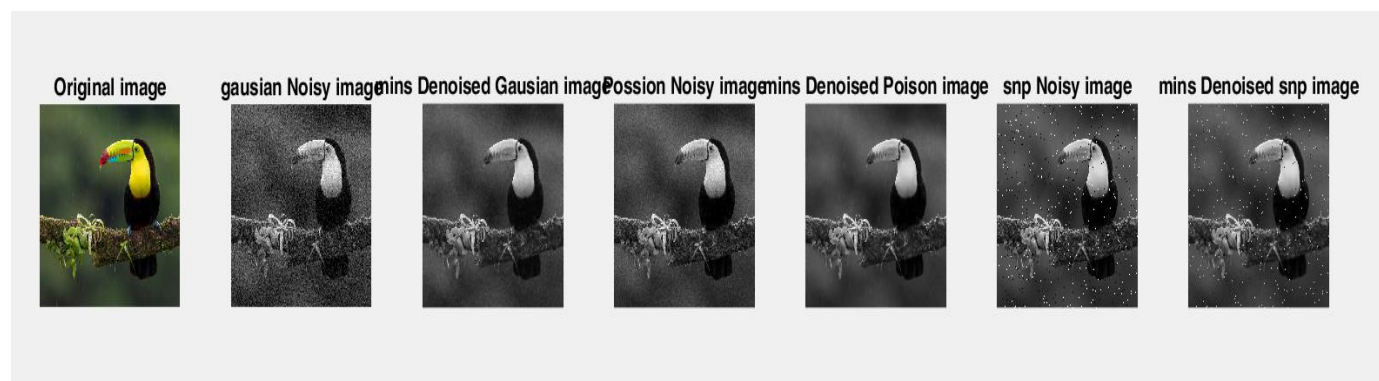 Original image
gausian Noisy image
mins Denoised Gausian image
Possion Noisy image
mins Denoised Poison image
snp Noisy image
mins Denoised snp image